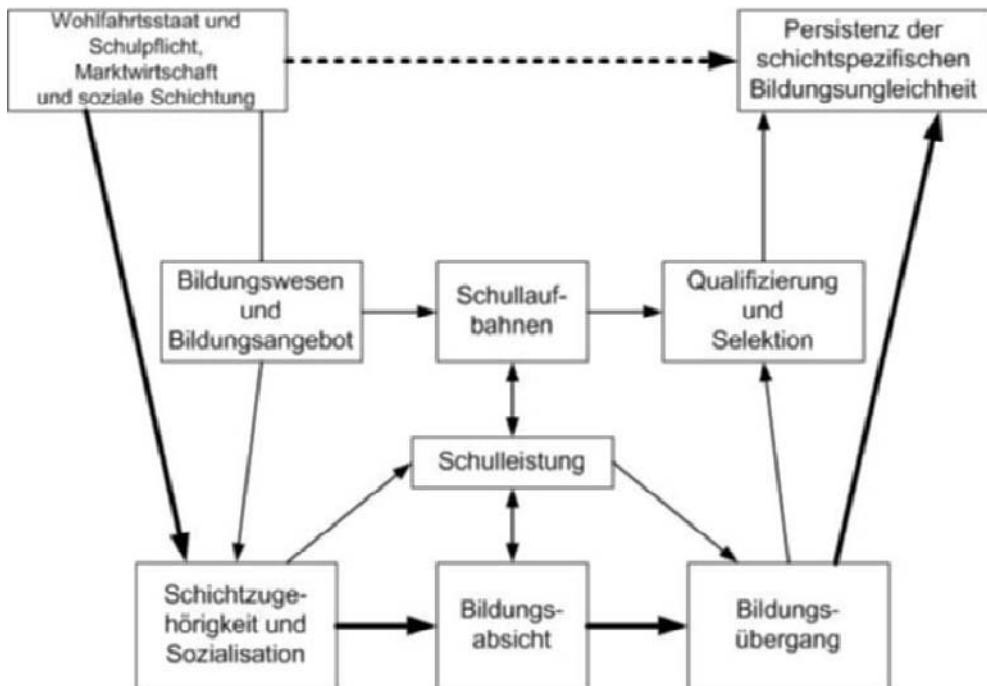 Wohlfahrtsstaat und
Schulpflicht,
Marktwirtschaft
und soziale Schichtung
Persistenz der
schichtspezifischen
Bildungsungleichheit
Bildungswesen
und
Bildungsangebot
Schullauf-
bahnen
Qualifizierung
und
Selektion
Schulleistung
Schichtzuge-
hörigkeit und
Sozialisation
Bildungs-
absicht
Bildungs-
übergang